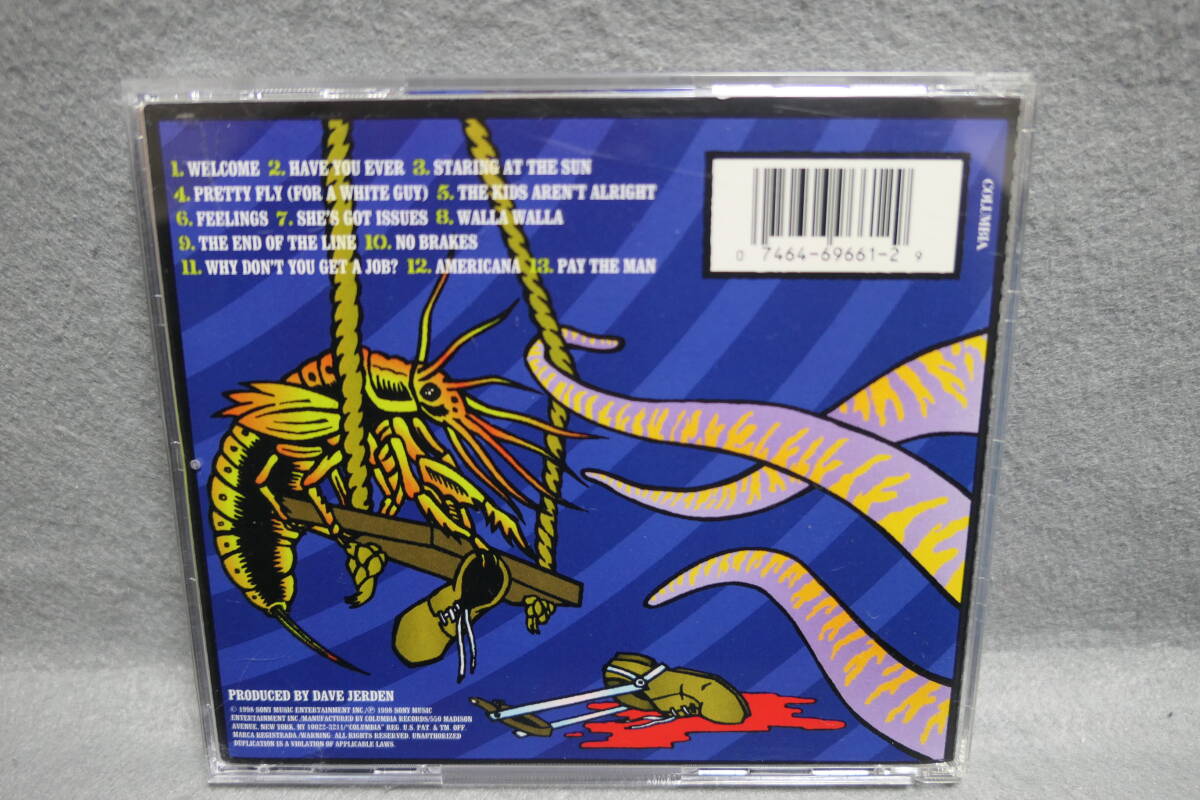 1. WELCOME 2. HAVE YOU EVER 3. STARING AT THE SUN
4. PRETTY FLY (FOR A WHITE GUY) 5. THE KIDS AREN'T ALRIGHT
6. FEELINGS 7. SHE'S GOT ISSUES 8. WALLA WALLA
9. THE END OF THE LINE 10. NO BRAKES
11. WHY DON'T YOU GET A JOB? 12. AMERICANA 13. PAY THE MAN
0 7464-69661-2 9
COLUMBIA
PRODUCED BY DAVE JERDEN
© 1998 SONY MUSIC ENTERTAINMENT INC./℗ 1998 SONY MUSIC
ENTERTAINMENT INC./MANUFACTURED BY COLUMBIA RECORDS/550 MADISON
AVENUE, NEW YORK, NY 10022-3211/"COLUMBIA" REG. U.S. PAT. & TM. OFF.
MARCA REGISTRADA/WARNING: ALL RIGHTS RESERVED. UNAUTHORIZED
DUPLICATION IS A VIOLATION OF APPLICABLE LAWS.